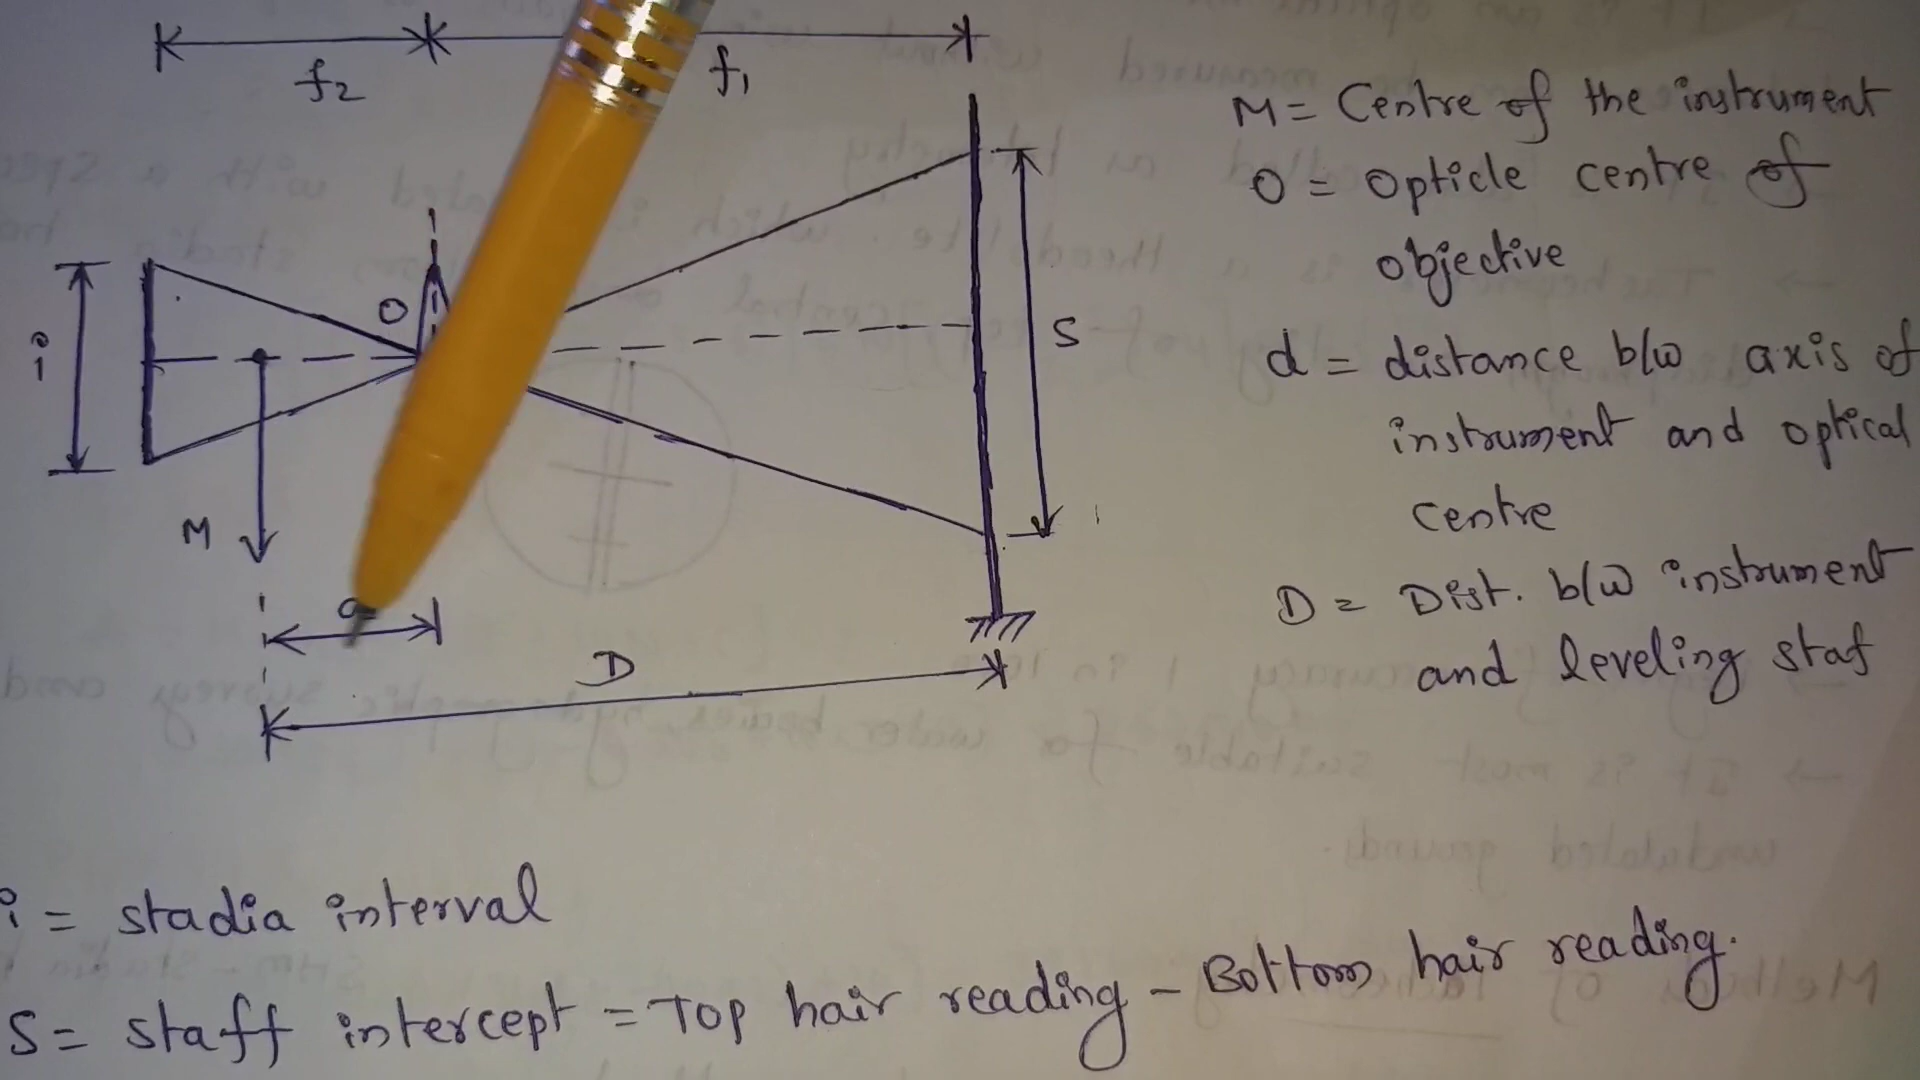 f2
f1
M = Centre of the instrument
O = Opticle centre of
objective
d = distance b/w axis of
instrument and optical
centre
D = Dist. b/w instrument
and leveling staf
O
i
S
M
D
i = stadia interval
S = staff intercept = Top hair reading - Bottom hair reading.